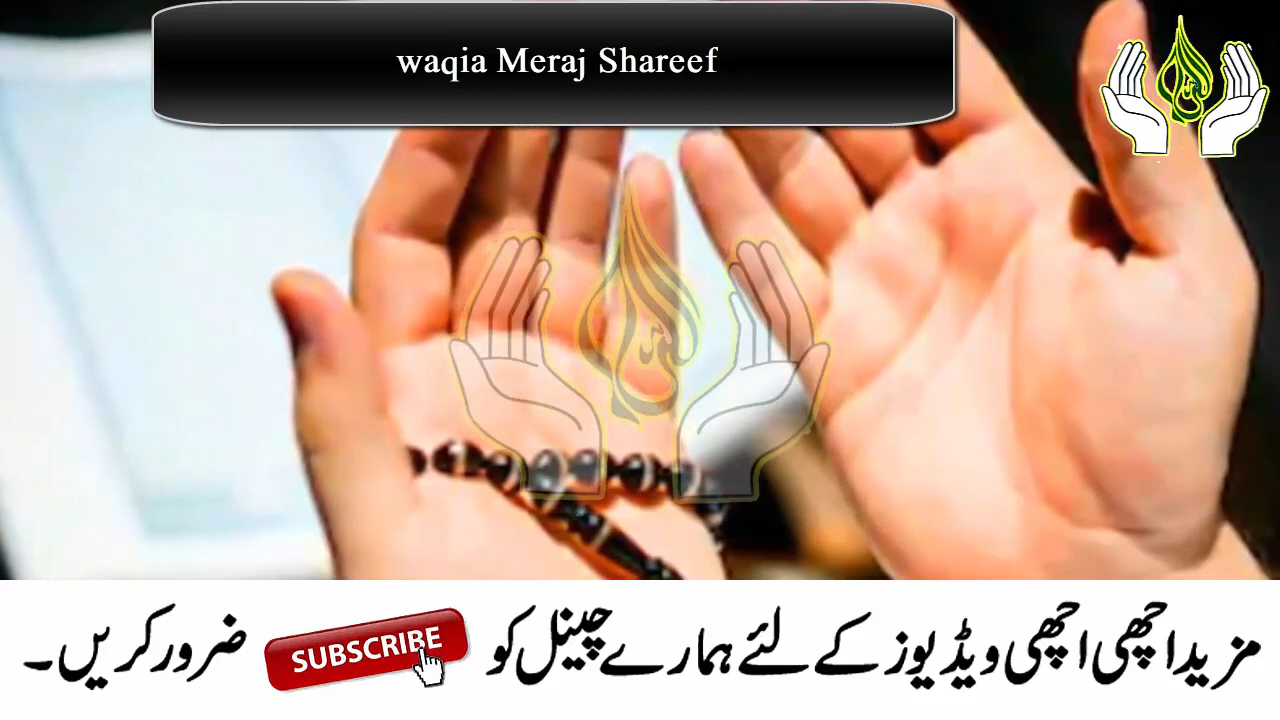 waqia Meraj Shareef
مزید اچھی اچھی ویڈیوز کے لئے ہمارے چینل کو SUBSCRIBE ضرور کریں۔